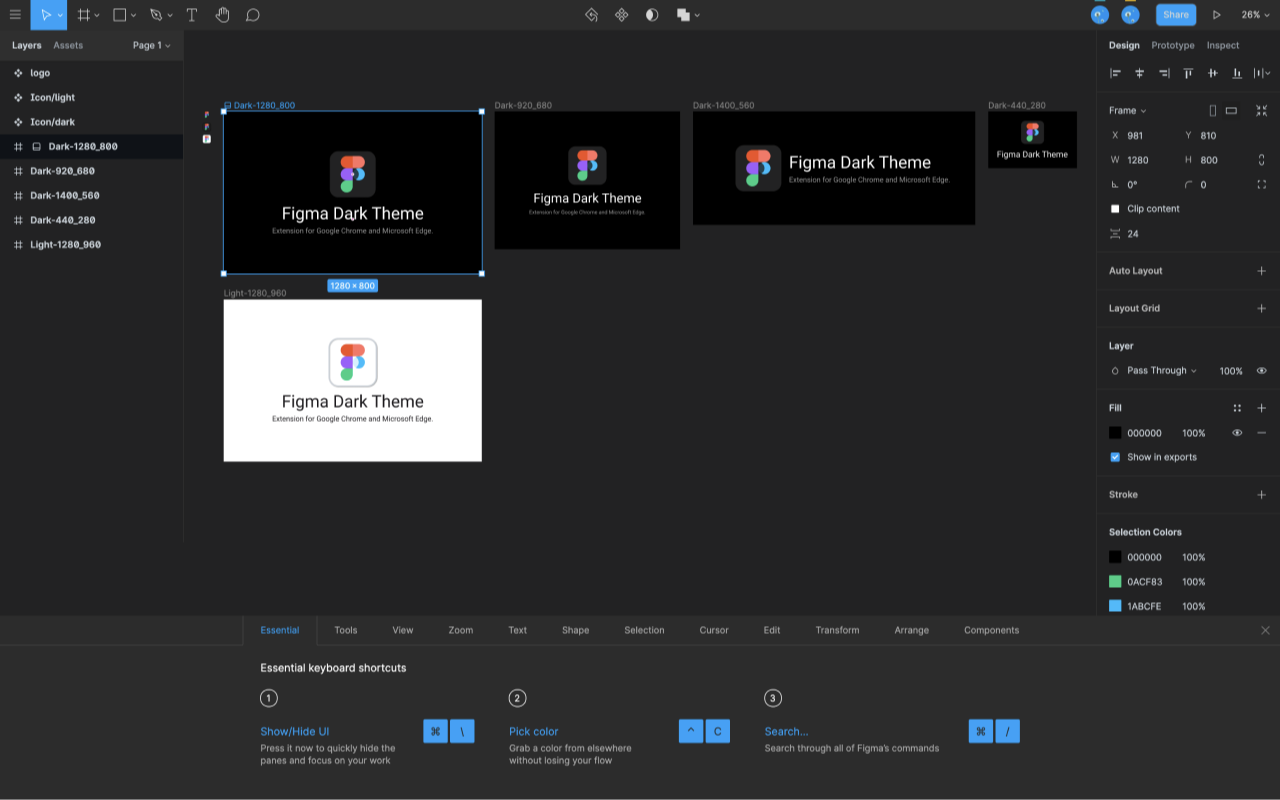 Share
26%
Layers
Assets
Page 1
logo
Icon/light
Icon/dark
Dark-1280_800
Dark-920_680
Dark-1400_560
Dark-440_280
Light-1280_960
Dark-1280_800
Figma Dark Theme
Extension for Google Chrome and Microsoft Edge.
1280 × 800
Dark-920_680
Figma Dark Theme
Extension for Google Chrome and Microsoft Edge.
Dark-1400_560
Figma Dark Theme
Extension for Google Chrome and Microsoft Edge.
Dark-440_280
Figma Dark Theme
Light-1280_960
Figma Dark Theme
Extension for Google Chrome and Microsoft Edge.
Design
Prototype
Inspect
Frame
X 981 Y 810
W 1280 H 800
0° 0
Clip content
24
Auto Layout
Layout Grid
Layer
Pass Through 100%
Fill
000000 100%
Show in exports
Stroke
Selection Colors
000000 100%
0ACF83 100%
1ABCFE 100%
Essential
Tools
View
Zoom
Text
Shape
Selection
Cursor
Edit
Transform
Arrange
Components
Essential keyboard shortcuts
1
Show/Hide UI
Press it now to quickly hide the
panes and focus on your work
⌘ \
2
Pick color
Grab a color from elsewhere
without losing your flow
^ C
3
Search...
Search through all of Figma's commands
⌘ /